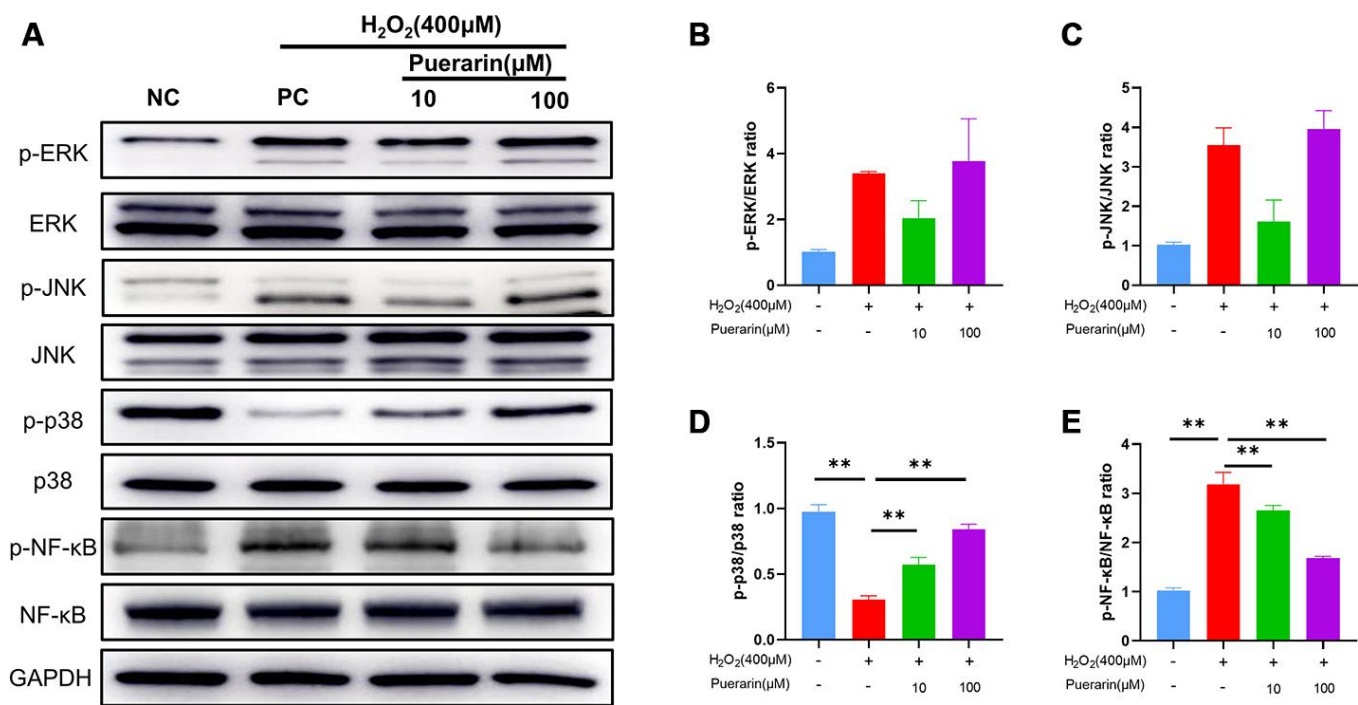 A
H₂O₂(400μM)
Puerarin(μM)
NC PC 10 100
p-ERK
ERK
p-JNK
JNK
p-p38
p38
p-NF-κB
NF-κB
GAPDH
B
p-ERK/ERK ratio
6
4
2
0
H₂O₂(400μM) - + + +
Puerarin(μM) - - 10 100
C
p-JNK/JNK ratio
5
4
3
2
1
0
H₂O₂(400μM) - + + +
Puerarin(μM) - - 10 100
D
p-p38/p38 ratio
1.5
1.0
0.5
0.0
** **
**
H₂O₂(400μM) - + + +
Puerarin(μM) - - 10 100
E
p-NF-κB/NF-κB ratio
4
3
2
1
0
** **
**
H₂O₂(400μM) - + + +
Puerarin(μM) - - 10 100